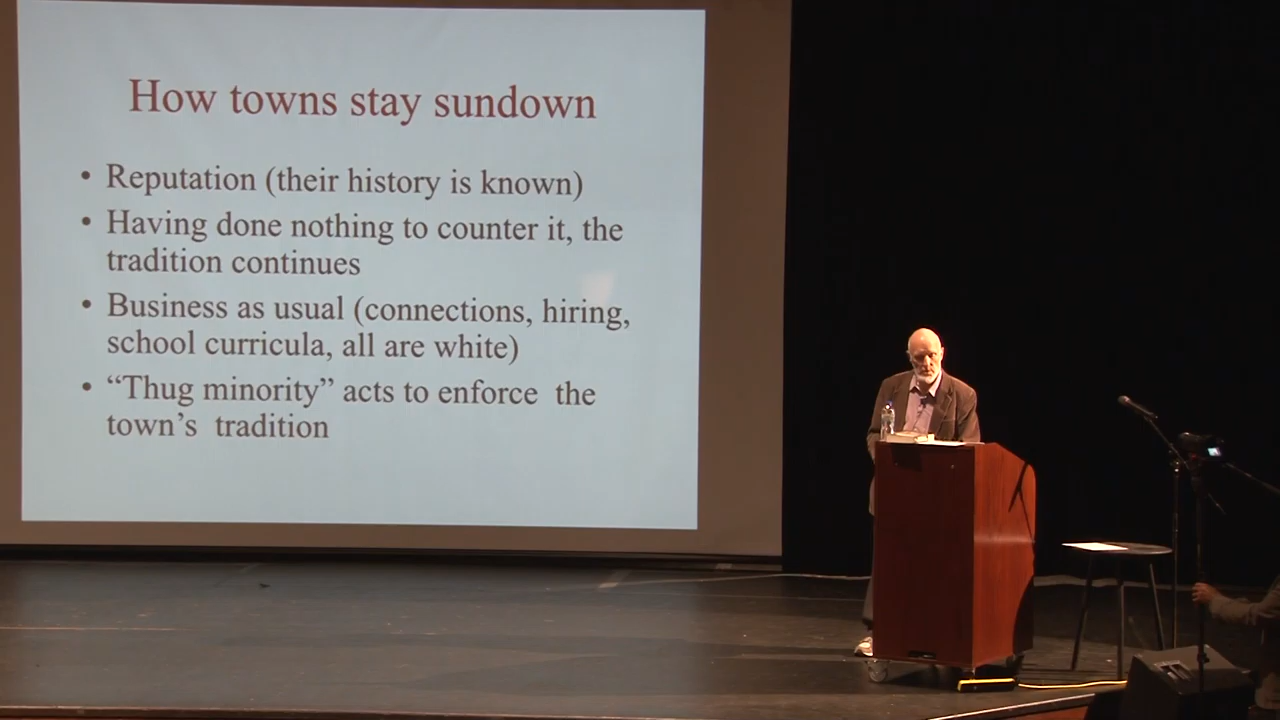 How towns stay sundown
• Reputation (their history is known)
• Having done nothing to counter it, the
tradition continues
• Business as usual (connections, hiring,
school curricula, all are white)
• “Thug minority” acts to enforce  the
town’s  tradition